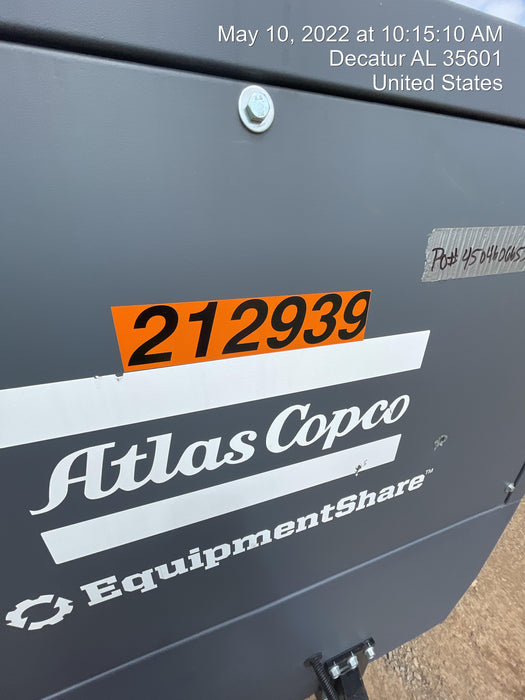 May 10, 2022 at 10:15:10 AM
Decatur AL 35601
United States
212939
Atlas Copco
EquipmentShare™